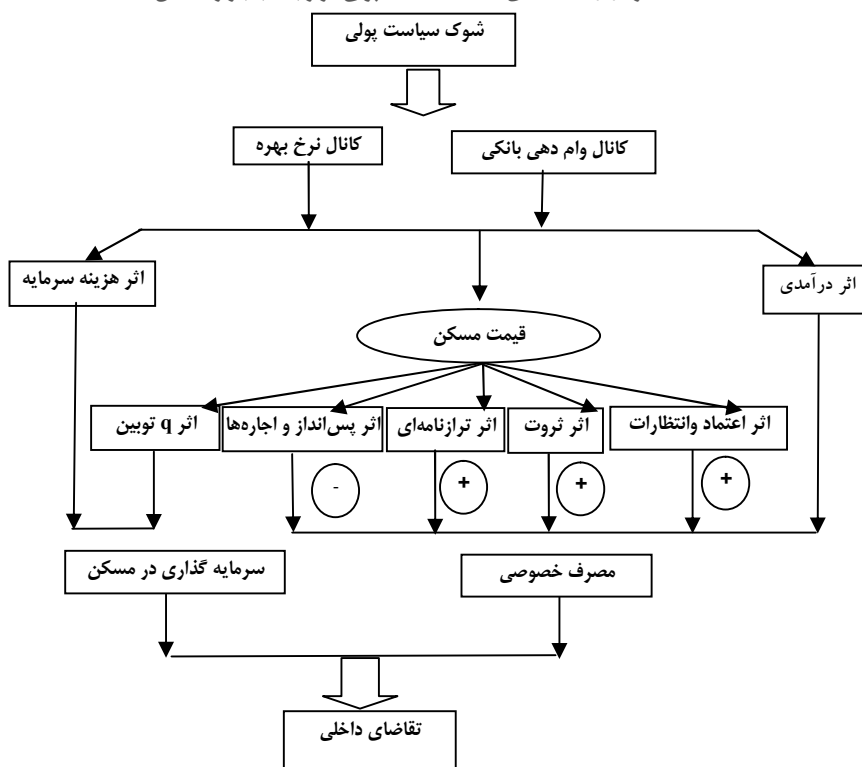 شوک سیاست پولی
کانال وام دهی بانکی
کانال نرخ بهره
اثر درآمدی
اثر هزینه سرمایه
قیمت مسکن
اثر اعتماد وانتظارات
اثر ثروت
اثر ترازنامه‌ای
اثر پس‌انداز و اجاره‌ها
اثر q توبین
+
+
+
-
مصرف خصوصی
سرمایه گذاری در مسکن
تقاضای داخلی